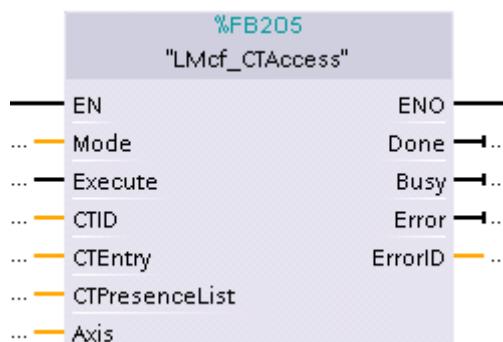 %FB205
"LMcf_CTAccess"
EN ENO
... Mode Done ...
... Execute Busy ...
... CTID Error ...
... CTEntry ErrorID ...
... CTPresenceList
... Axis